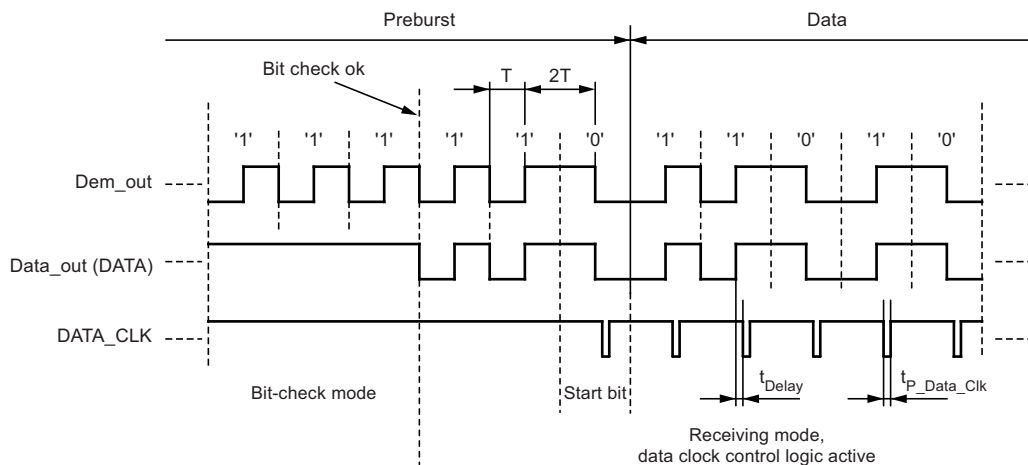 Preburst Data
Bit check ok
T 2T
'1' '1' '1' '1' '1' '0' '1' '1' '0' '1' '0'
Dem_out
Data_out (DATA)
DATA_CLK
Bit-check mode Start bit tDelay tP_Data_Clk
Receiving mode,
data clock control logic active